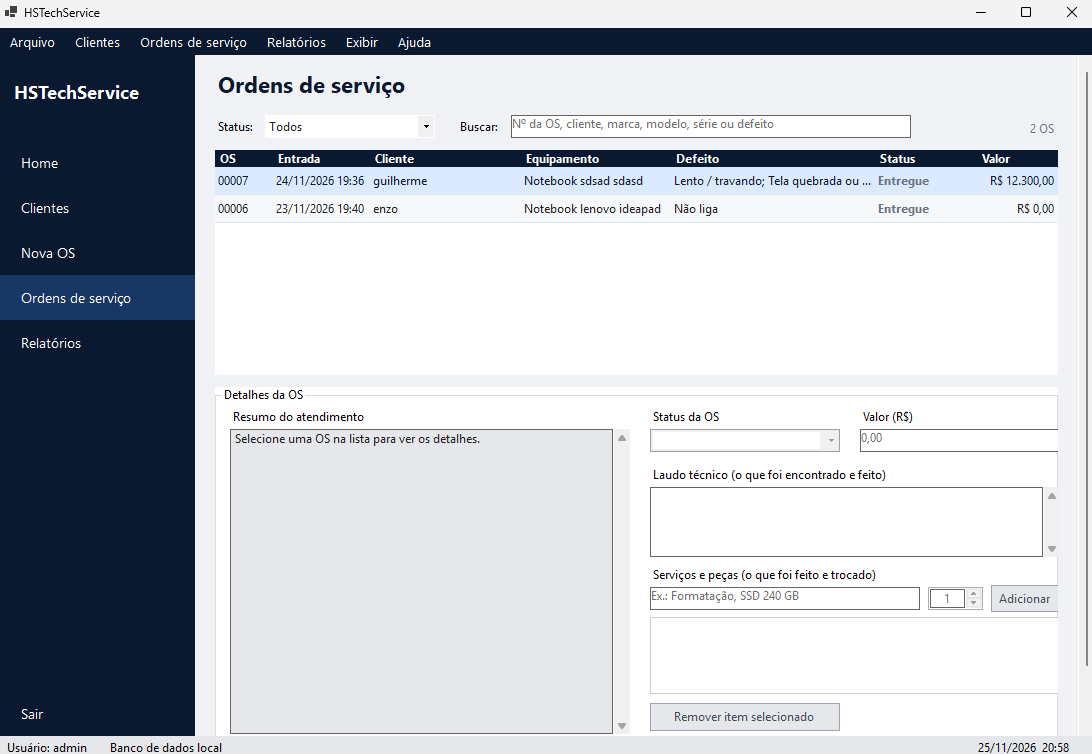 HSTechService
Arquivo Clientes Ordens de serviço Relatórios Exibir Ajuda
HSTechService
Home
Clientes
Nova OS
Ordens de serviço
Relatórios
Sair
Ordens de serviço
Status: Todos Buscar: Nº da OS, cliente, marca, modelo, série ou defeito 2 OS
OS Entrada Cliente Equipamento Defeito Status Valor
00007 24/11/2026 19:36 guilherme Notebook sdsad sdasd Lento / travando; Tela quebrada ou ... Entregue R$ 12.300,00
00006 23/11/2026 19:40 enzo Notebook lenovo ideapad Não liga Entregue R$ 0,00
Detalhes da OS
Resumo do atendimento
Selecione uma OS na lista para ver os detalhes.
Status da OS Valor (R$)
0,00
Laudo técnico (o que foi encontrado e feito)
Serviços e peças (o que foi feito e trocado)
Ex.: Formatação, SSD 240 GB 1 Adicionar
Remover item selecionado
Usuário: admin Banco de dados local 25/11/2026 20:58